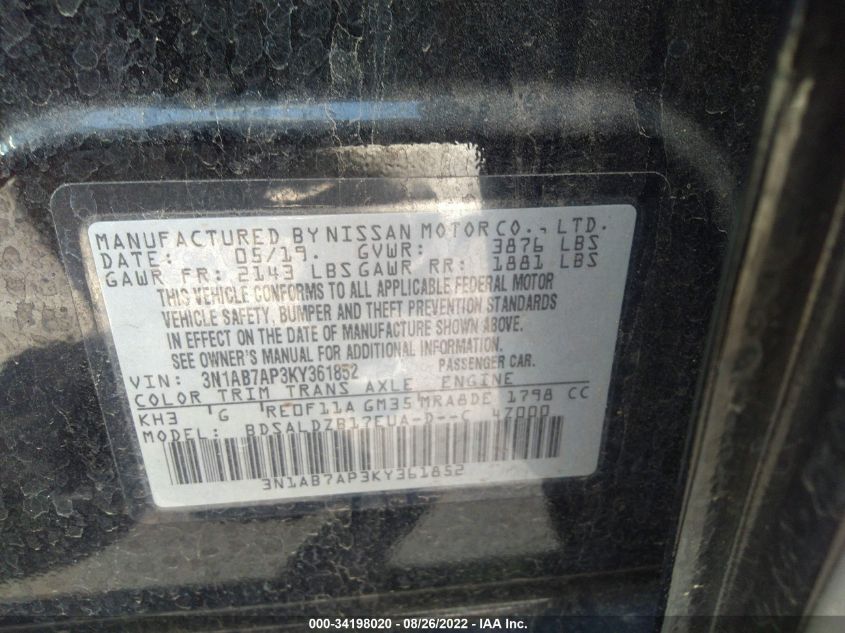 MANUFACTURED BY NISSAN MOTOR CO., LTD.
DATE: 05/19. GVWR: 3876 LBS
GAWR FR: 2143 LBS GAWR RR: 1881 LBS
THIS VEHICLE CONFORMS TO ALL APPLICABLE FEDERAL MOTOR
VEHICLE SAFETY, BUMPER AND THEFT PREVENTION STANDARDS
IN EFFECT ON THE DATE OF MANUFACTURE SHOWN ABOVE.
SEE OWNER'S MANUAL FOR ADDITIONAL INFORMATION.
VIN: 3N1AB7AP3KY361852 PASSENGER CAR.
COLOR TRIM TRANS AXLE ENGINE
KH3 G RE0F11A GM35 MRA8DE 1798 CC
MODEL: BDSALDZB17EUA-D--C 47000
3N1AB7AP3KY361852
000-34198020 - 08/26/2022 - IAA Inc.